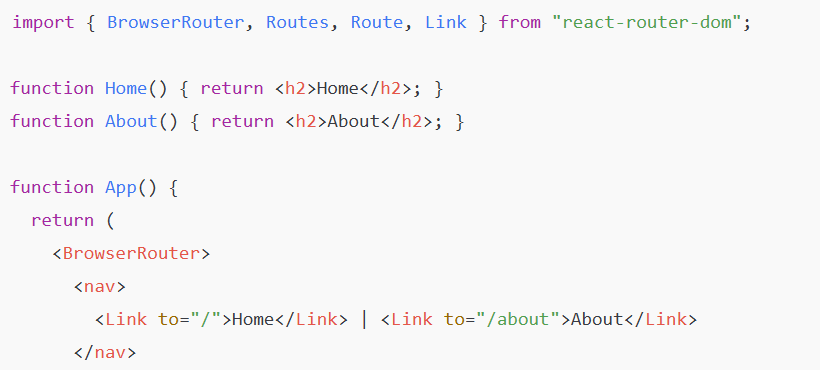 import { BrowserRouter, Routes, Route, Link } from "react-router-dom";
function Home() { return <h2>Home</h2>; }
function About() { return <h2>About</h2>; }
function App() {
return (
<BrowserRouter>
<nav>
<Link to="/">Home</Link> | <Link to="/about">About</Link>
</nav>